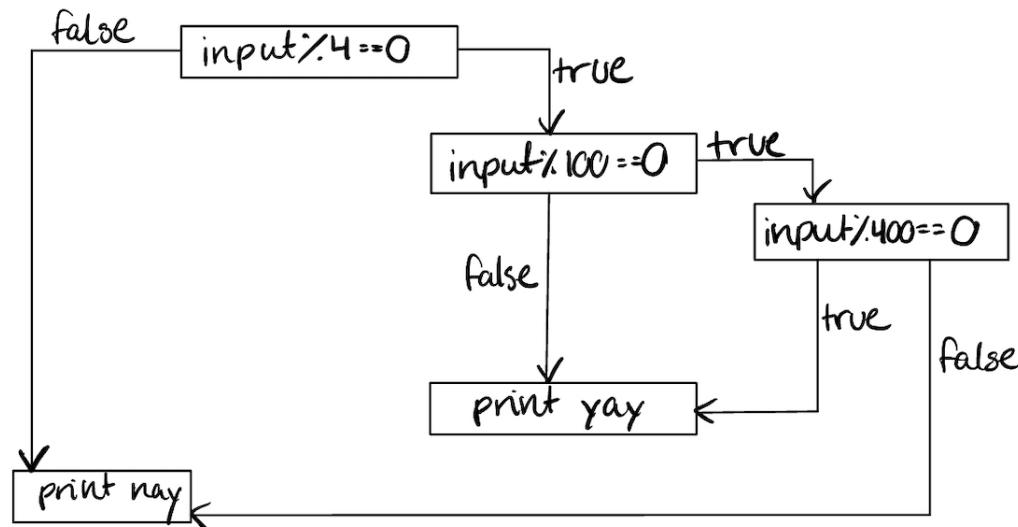 false
input%4==0
true
input%100==0
true
input%400==0
false
true
false
print yay
print nay